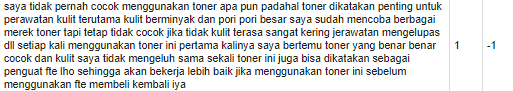 saya tidak pernah cocok menggunakan toner apa pun padahal toner dikatakan penting untuk
perawatan kulit terutama kulit berminyak dan pori pori besar saya sudah mencoba berbagai
merek toner tapi tetap tidak cocok jika tidak kulit terasa sangat kering jerawatan mengelupas
dll setiap kali menggunakan toner ini pertama kalinya saya bertemu toner yang benar benar
cocok dan kulit saya tidak mengeluh sama sekali toner ini juga bisa dikatakan sebagai
penguat fte lho sehingga akan bekerja lebih baik jika menggunakan toner ini sebelum
menggunakan fte membeli kembali iya
1 -1